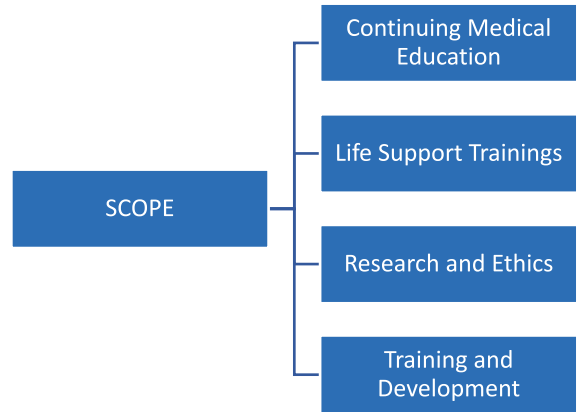 SCOPE
Continuing Medical
Education
Life Support Trainings
Research and Ethics
Training and
Development